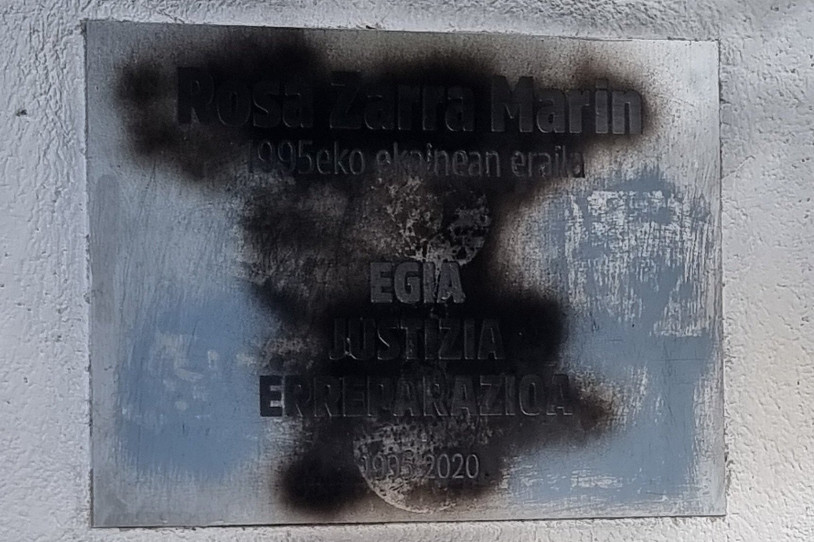 Rosa Zarra Marin
1995eko ekainean eraila
EGIA
JUSTIZIA
ERREPARAZIOA
1995-2020